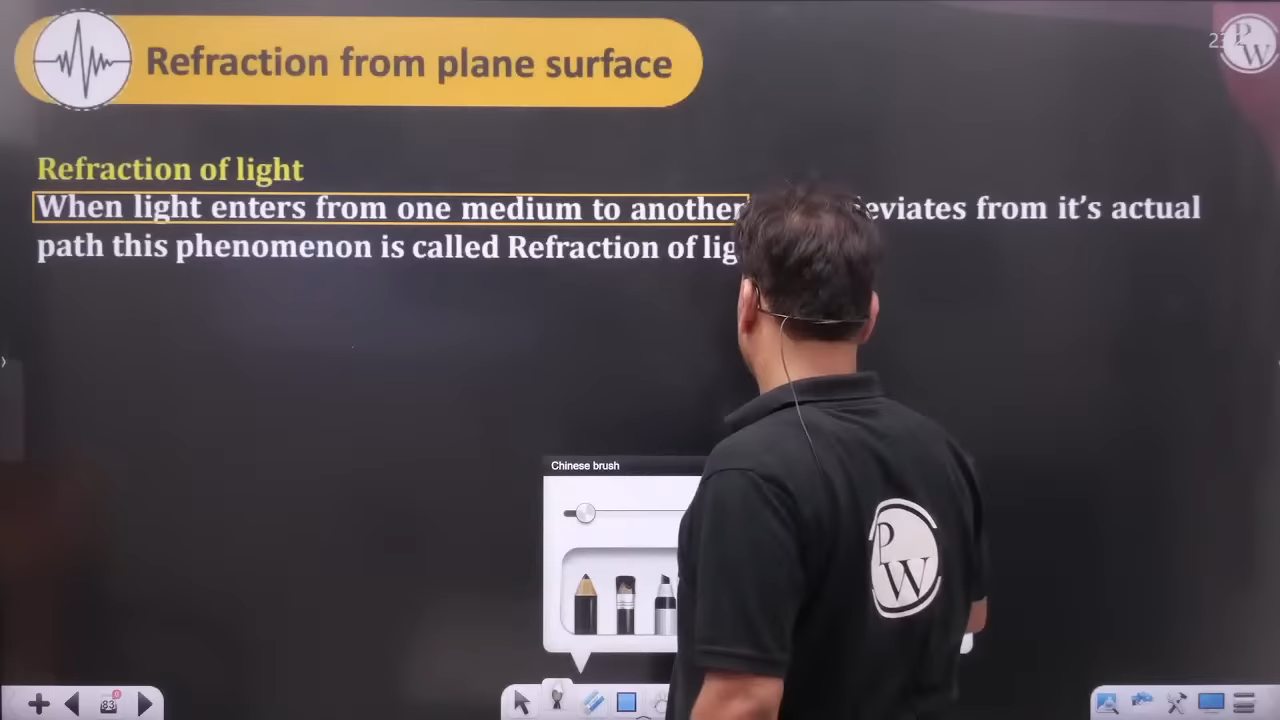 Refraction from plane surface
P
W
Refraction of light
When light enters from one medium to another eviates from it's actual
path this phenomenon is called Refraction of lig
Chinese brush
P
W
83